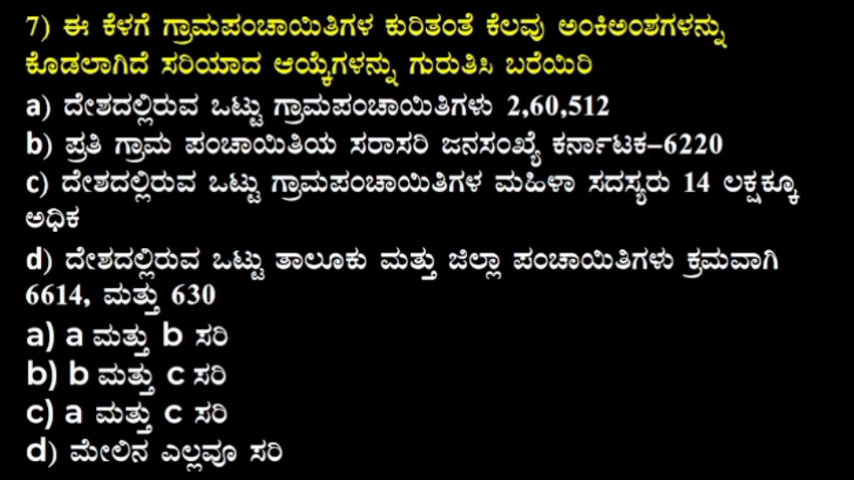 7) ಈ ಕೆಳಗೆ ಗ್ರಾಮಪಂಚಾಯಿತಿಗಳ ಕುರಿತಂತೆ ಕೆಲವು ಅಂಕಿಅಂಶಗಳನ್ನು
ಕೊಡಲಾಗಿದೆ ಸರಿಯಾದ ಆಯ್ಕೆಗಳನ್ನು ಗುರುತಿಸಿ ಬರೆಯಿರಿ
a) ದೇಶದಲ್ಲಿರುವ ಒಟ್ಟು ಗ್ರಾಮಪಂಚಾಯಿತಿಗಳು 2,60,512
b) ಪ್ರತಿ ಗ್ರಾಮ ಪಂಚಾಯಿತಿಯ ಸರಾಸರಿ ಜನಸಂಖ್ಯೆ ಕರ್ನಾಟಕ–6220
c) ದೇಶದಲ್ಲಿರುವ ಒಟ್ಟು ಗ್ರಾಮಪಂಚಾಯಿತಿಗಳ ಮಹಿಳಾ ಸದಸ್ಯರು 14 ಲಕ್ಷಕ್ಕೂ
ಅಧಿಕ
d) ದೇಶದಲ್ಲಿರುವ ಒಟ್ಟು ತಾಲೂಕು ಮತ್ತು ಜಿಲ್ಲಾ ಪಂಚಾಯಿತಿಗಳು ಕ್ರಮವಾಗಿ
6614, ಮತ್ತು 630
a) a ಮತ್ತು b ಸರಿ
b) b ಮತ್ತು c ಸರಿ
c) a ಮತ್ತು c ಸರಿ
d) ಮೇಲಿನ ಎಲ್ಲವೂ ಸರಿ